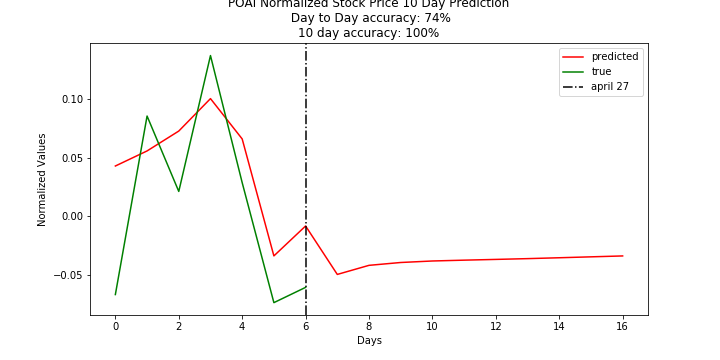 POAI Normalized Stock Price 10 Day Prediction
Day to Day accuracy: 74%
10 day accuracy: 100%
predicted
true
april 27
Normalized Values
0.10
0.05
0.00
−0.05
0 2 4 6 8 10 12 14 16
Days